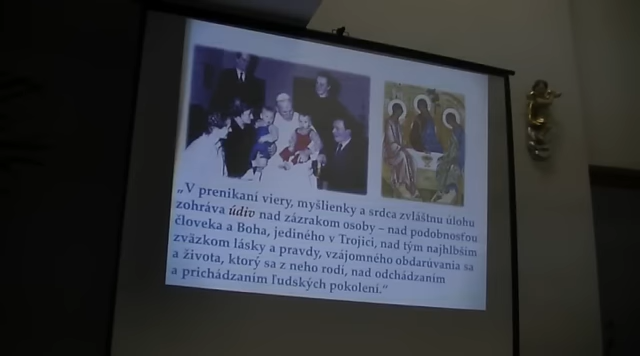 „V prenikaní viery, myšlienky a srdca zvláštnu úlohu
zohráva údiv nad zázrakom osoby – nad podobnosťou
človeka a Boha, jediného v Trojici, nad tým najhlbším
zväzkom lásky a pravdy, vzájomného obdarúvania sa
a života, ktorý sa z neho rodí, nad odchádzaním
a prichádzaním ľudských pokolení.“